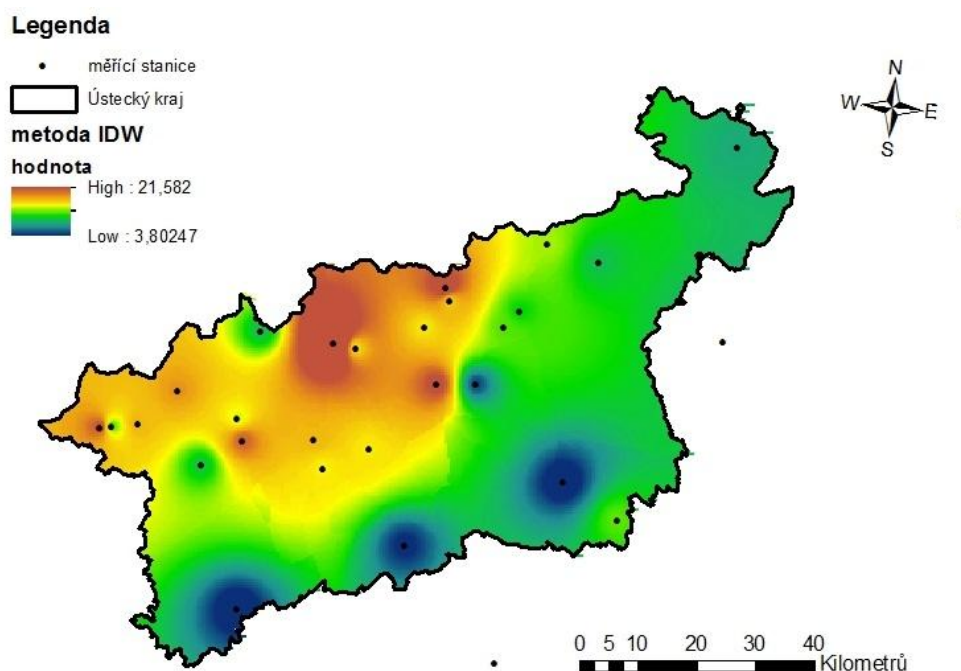 Legenda
měřící stanice
Ústecký kraj
metoda IDW
hodnota
High : 21,582
Low : 3,80247
N
W E
S
0 5 10 20 30 40
Kilometrů